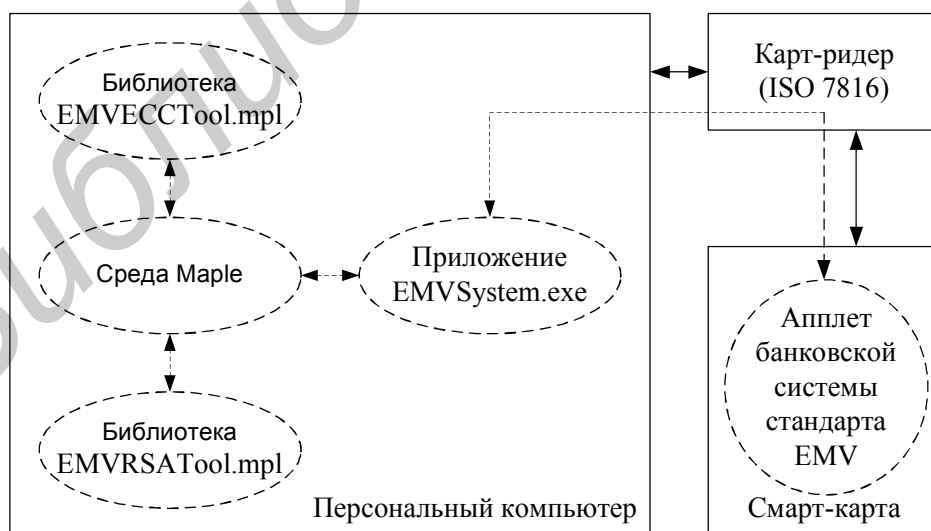 Библиотека
EMVECCTool.mpl
Среда Maple
Приложение
EMVSystem.exe
Библиотека
EMVRSATool.mpl
Персональный компьютер
Карт-ридер
(ISO 7816)
Апплет
банковской
системы
стандарта
EMV
Смарт-карта